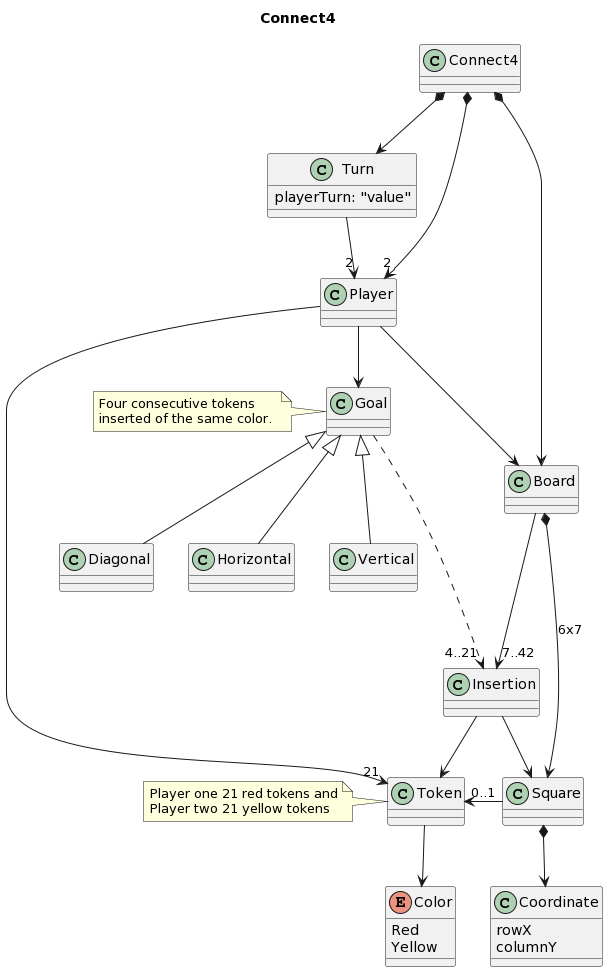 Connect4
C Connect4
C Turn
playerTurn: "value"
2
2
C Player
Four consecutive tokens
inserted of the same color.
C Goal
C Board
C Diagonal
C Horizontal
C Vertical
6x7
4..21
7..42
C Insertion
21
Player one 21 red tokens and
Player two 21 yellow tokens
C Token
0..1
C Square
E Color
Red
Yellow
C Coordinate
rowX
columnY